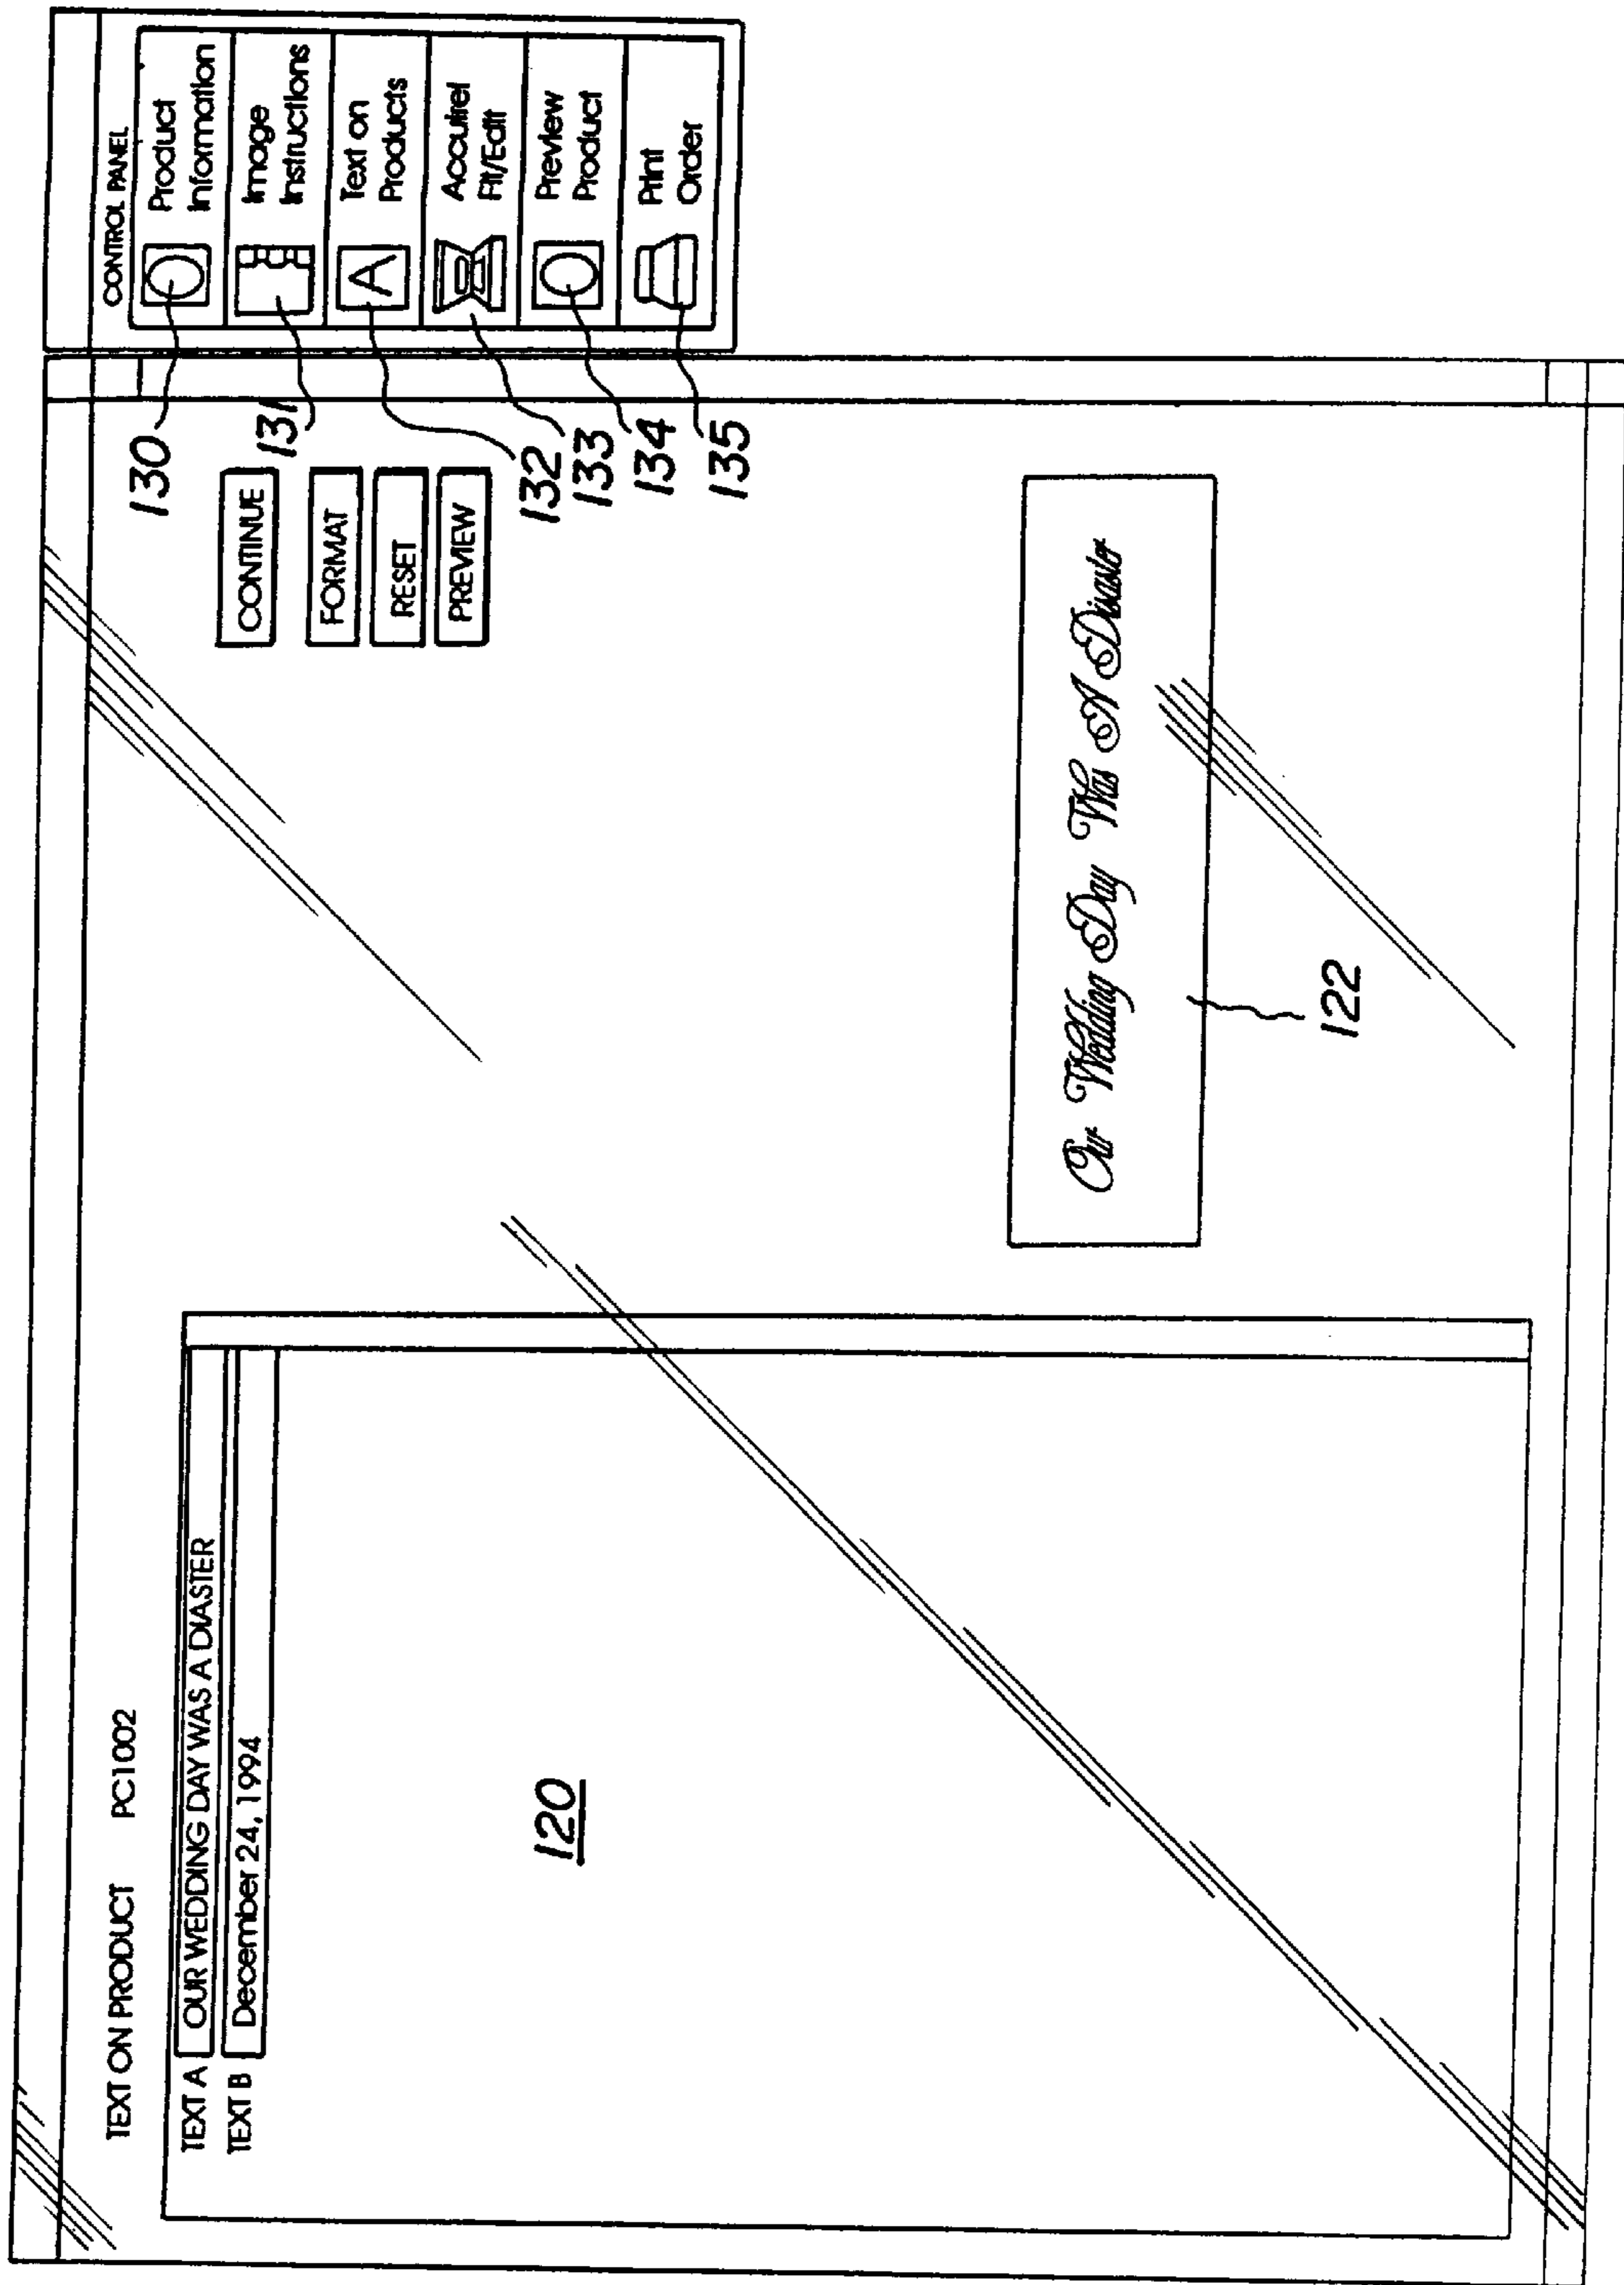 TEXT ON PRODUCT PC1002
TEXT A OUR WEDDING DAY WAS A DIASTER
TEXT B December 24, 1994
120
CONTINUE
FORMAT
RESET
PREVIEW
Our Wedding Day Was A Disaster
122
CONTROL PANEL
Product
Information
Image
Instructions
Text on
Products
Accutrel
Fit/Edit
Preview
Product
Print
Order
130
131
132
133
134
135